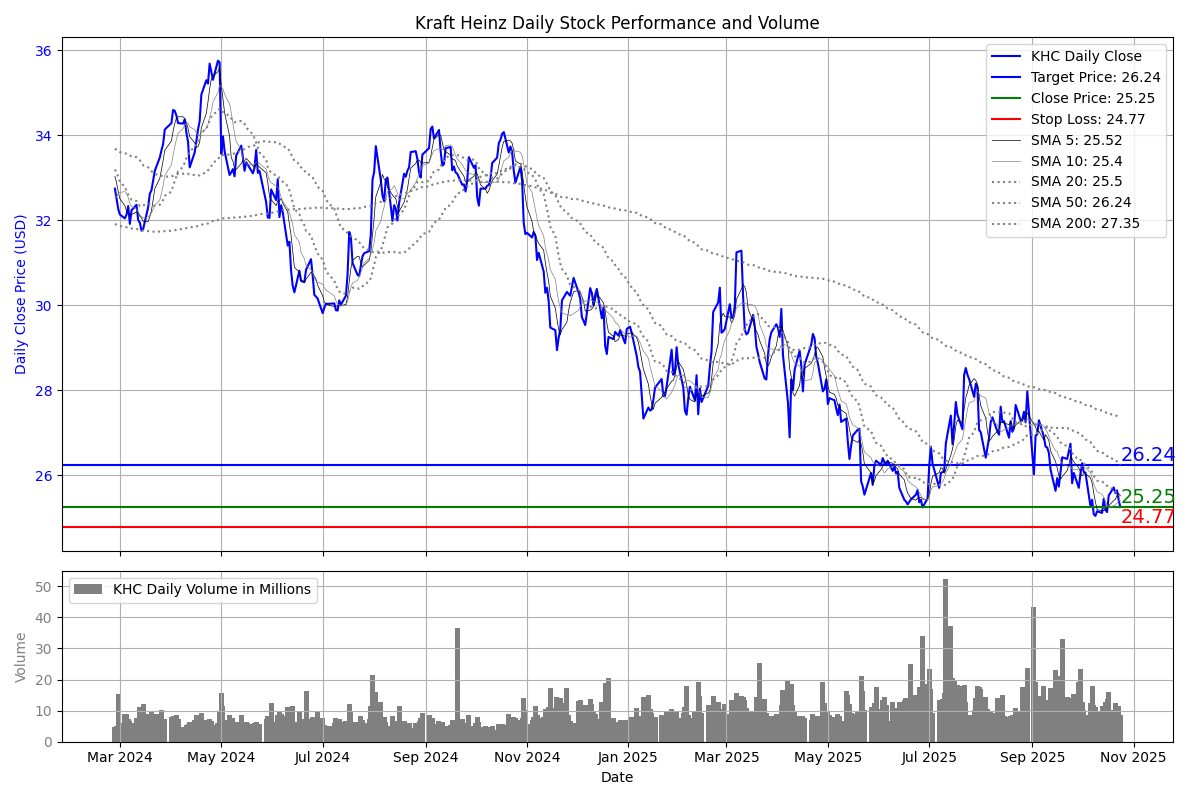 Kraft Heinz Daily Stock Performance and Volume
36
34
32
30
28
26
Daily Close Price (USD)
KHC Daily Close
Target Price: 26.24
Close Price: 25.25
Stop Loss: 24.77
SMA 5: 25.52
SMA 10: 25.4
SMA 20: 25.5
SMA 50: 26.24
SMA 200: 27.35
26.24
25.25
24.77
50
40
30
20
10
0
Volume
KHC Daily Volume in Millions
Mar 2024 May 2024 Jul 2024 Sep 2024 Nov 2024 Jan 2025 Mar 2025 May 2025 Jul 2025 Sep 2025 Nov 2025
Date